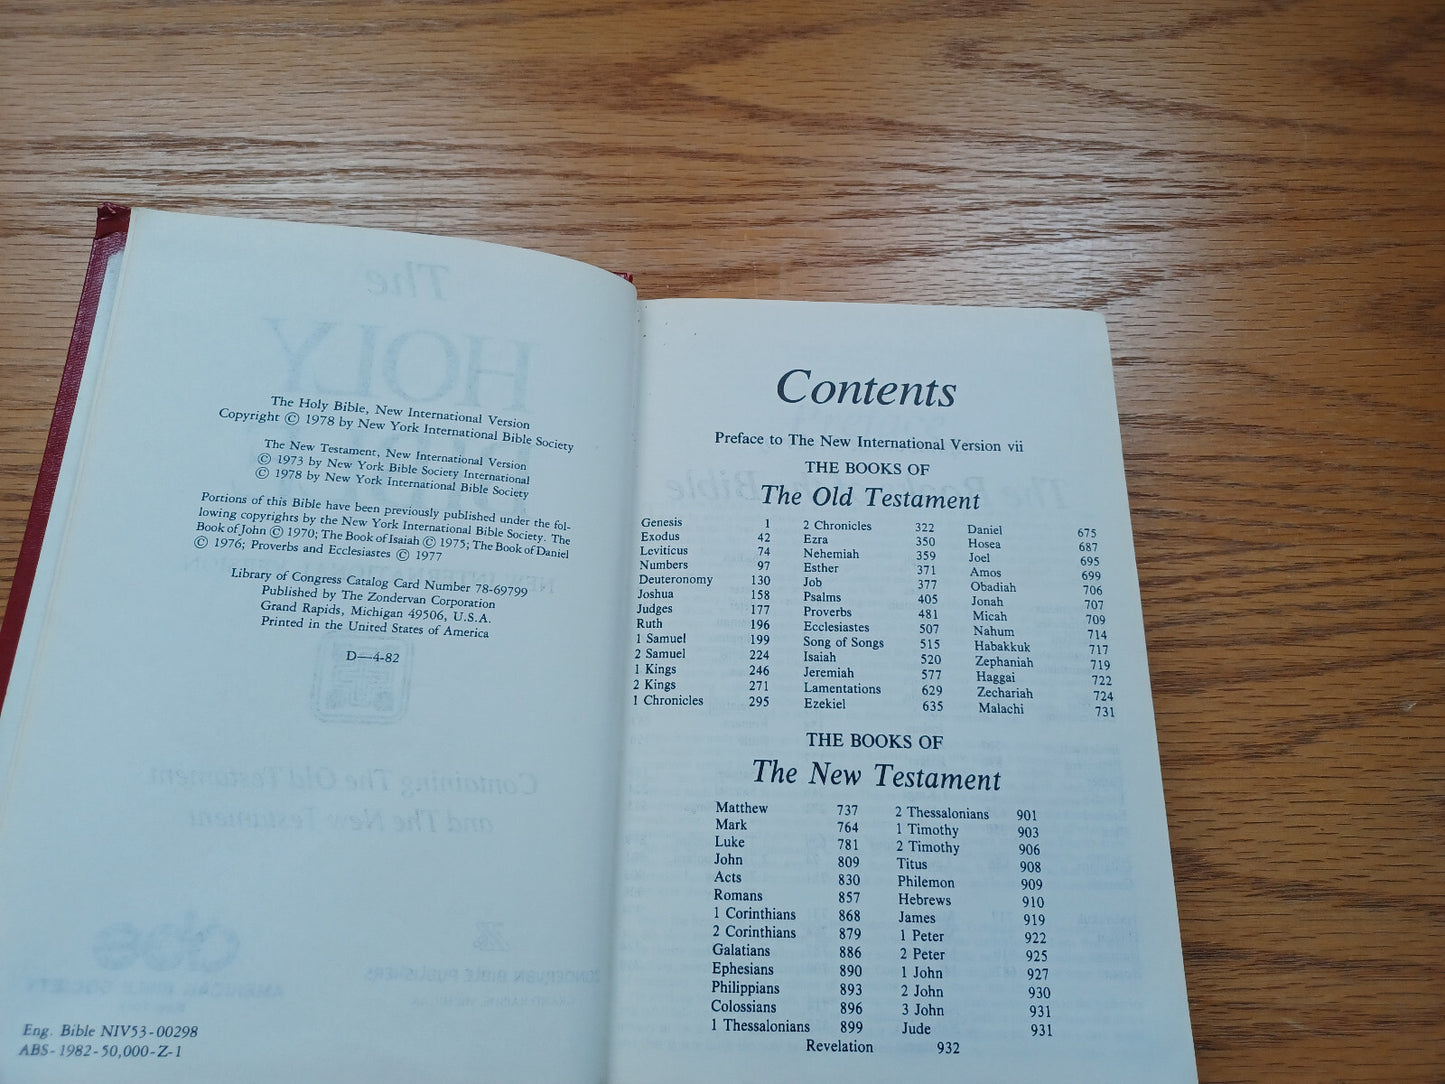 The Holy Bible, New International Version
Copyright © 1978 by New York International Bible Society
The New Testament, New International Version
© 1973 by New York Bible Society International
© 1978 by New York International Bible Society
Portions of this Bible have been previously published under the fol-
lowing copyrights by the New York International Bible Society. The
Book of John © 1970; The Book of Isaiah © 1975; The Book of Daniel
© 1976; Proverbs and Ecclesiastes © 1977
Library of Congress Catalog Card Number 78-69799
Published by The Zondervan Corporation
Grand Rapids, Michigan 49506, U.S.A.
Printed in the United States of America
D—4-82
Eng. Bible NIV53-00298
ABS-1982-50,000-Z-1
Contents
Preface to The New International Version vii
THE BOOKS OF
The Old Testament
Genesis 1
Exodus 42
Leviticus 74
Numbers 97
Deuteronomy 130
Joshua 158
Judges 177
Ruth 196
1 Samuel 199
2 Samuel 224
1 Kings 246
2 Kings 271
1 Chronicles 295
2 Chronicles 322
Ezra 350
Nehemiah 359
Esther 371
Job 377
Psalms 405
Proverbs 481
Ecclesiastes 507
Song of Songs 515
Isaiah 520
Jeremiah 577
Lamentations 629
Ezekiel 635
Daniel 675
Hosea 687
Joel 695
Amos 699
Obadiah 706
Jonah 707
Micah 709
Nahum 714
Habakkuk 717
Zephaniah 719
Haggai 722
Zechariah 724
Malachi 731
THE BOOKS OF
The New Testament
Matthew 737
Mark 764
Luke 781
John 809
Acts 830
Romans 857
1 Corinthians 868
2 Corinthians 879
Galatians 886
Ephesians 890
Philippians 893
Colossians 896
1 Thessalonians 899
2 Thessalonians 901
1 Timothy 903
2 Timothy 906
Titus 908
Philemon 909
Hebrews 910
James 919
1 Peter 922
2 Peter 925
1 John 927
2 John 930
3 John 931
Jude 931
Revelation 932